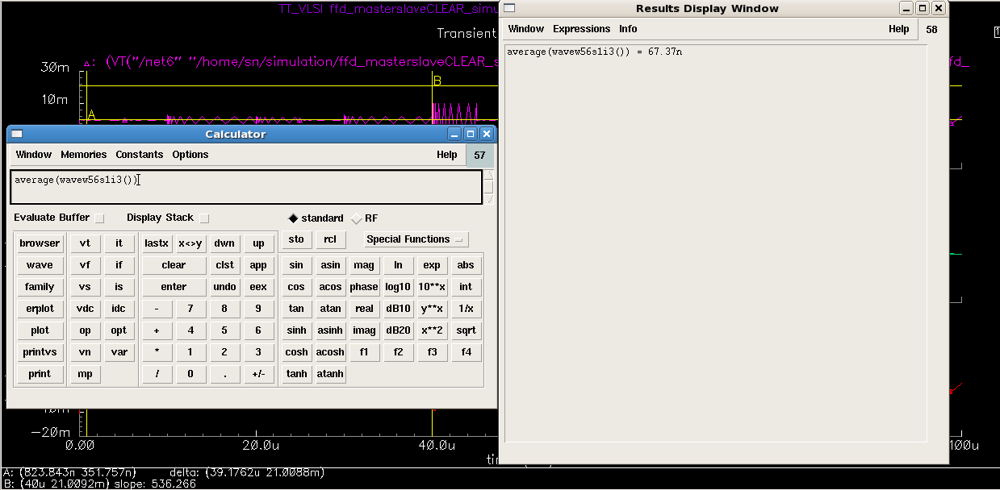 TT_VLSI ffd_masterslaveCLEAR_simu
Transient
30m
△: (VT("/net6" "/home/sn/simulation/ffd_masterslaveCLEAR_s
10m
A
B
Calculator
Window Memories Constants Options Help 57
average(wavew56s1i3())
Evaluate Buffer Display Stack standard RF
browser vt it lastx x<>y dwn up sto rcl Special Functions
wave vf if clear clst app sin asin mag ln exp abs
family vs is enter undo eex cos acos phase log10 10**x int
erplot vdc idc - 7 8 9 tan atan real dB10 y**x 1/x
plot op opt + 4 5 6 sinh asinh imag dB20 x**2 sqrt
printvs vn var * 1 2 3 cosh acosh f1 f2 f3 f4
print mp / 0 . +/- tanh atanh
Results Display Window
Window Expressions Info Help 58
average(wavew56s1i3()) = 67.37n
-20m
0.00 20.0u 40.0u 100u
A: (823.843n 351.757n) delta: (39.1762u 21.0088m)
B: (40u 21.0092m) slope: 536.266